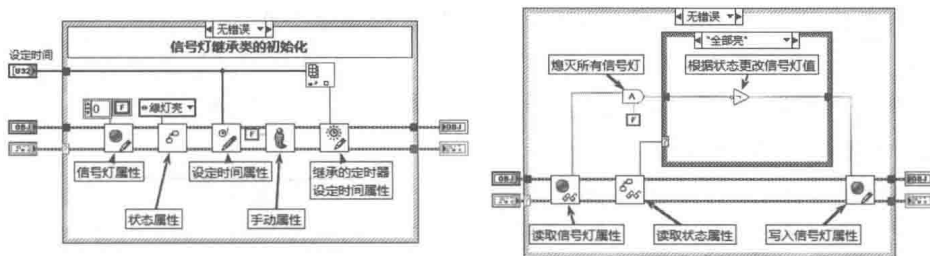 无错误
信号灯继承类的初始化
设定时间
U32
0
F
绿灯亮
F
OBJ
OBJ
信号灯属性
设定时间属性
继承的定时器
设定时间属性
状态属性
手动属性
无错误
"全部亮"
熄灭所有信号灯
根据状态更改信号灯值
F
OBJ
OBJ
读取信号灯属性
读取状态属性
写入信号灯属性